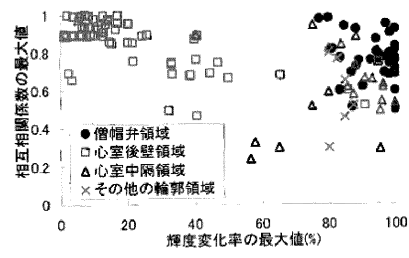 相互相関係数の最大値
1
0.8
0.6
0.4
0.2
0
●僧帽弁領域
□心室後壁領域
△心室中隔領域
×その他の輪郭領域
0 20 40 60 80 100
輝度変化率の最大値(%)